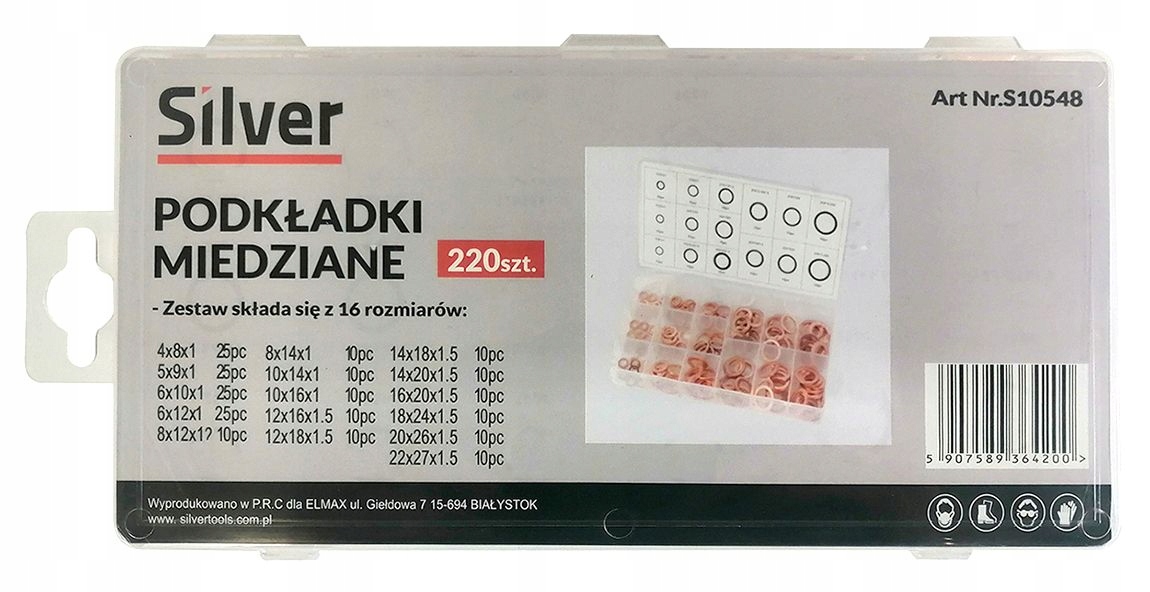 Silver
Art Nr.S10548
PODKŁADKI
MIEDZIANE
220szt.
- Zestaw składa się z 16 rozmiarów:
4x8x1 25pc 8x14x1 10pc 14x18x1.5 10pc
5x9x1 25pc 10x14x1 10pc 14x20x1.5 10pc
6x10x1 25pc 10x16x1 10pc 16x20x1.5 10pc
6x12x1 25pc 12x16x1.5 10pc 18x24x1.5 10pc
8x12x1? 10pc 12x18x1.5 10pc 20x26x1.5 10pc
22x27x1.5 10pc
5 907589 364200 >
Wyprodukowano w P.R.C dla ELMAX ul. Giełdowa 7 15-694 BIAŁYSTOK
www. silvertools.com.pl